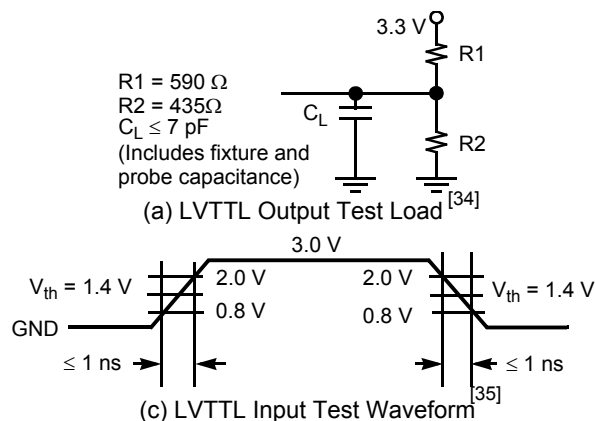 3.3 V
R1
R1 = 590 Ω
R2 = 435Ω
C_L ≤ 7 pF
(Includes fixture and
probe capacitance)
C_L
R2
(a) LVTTL Output Test Load[34]
3.0 V
V_th = 1.4 V
2.0 V
0.8 V
GND
≤ 1 ns
2.0 V
0.8 V
V_th = 1.4 V
≤ 1 ns
(c) LVTTL Input Test Waveform[35]